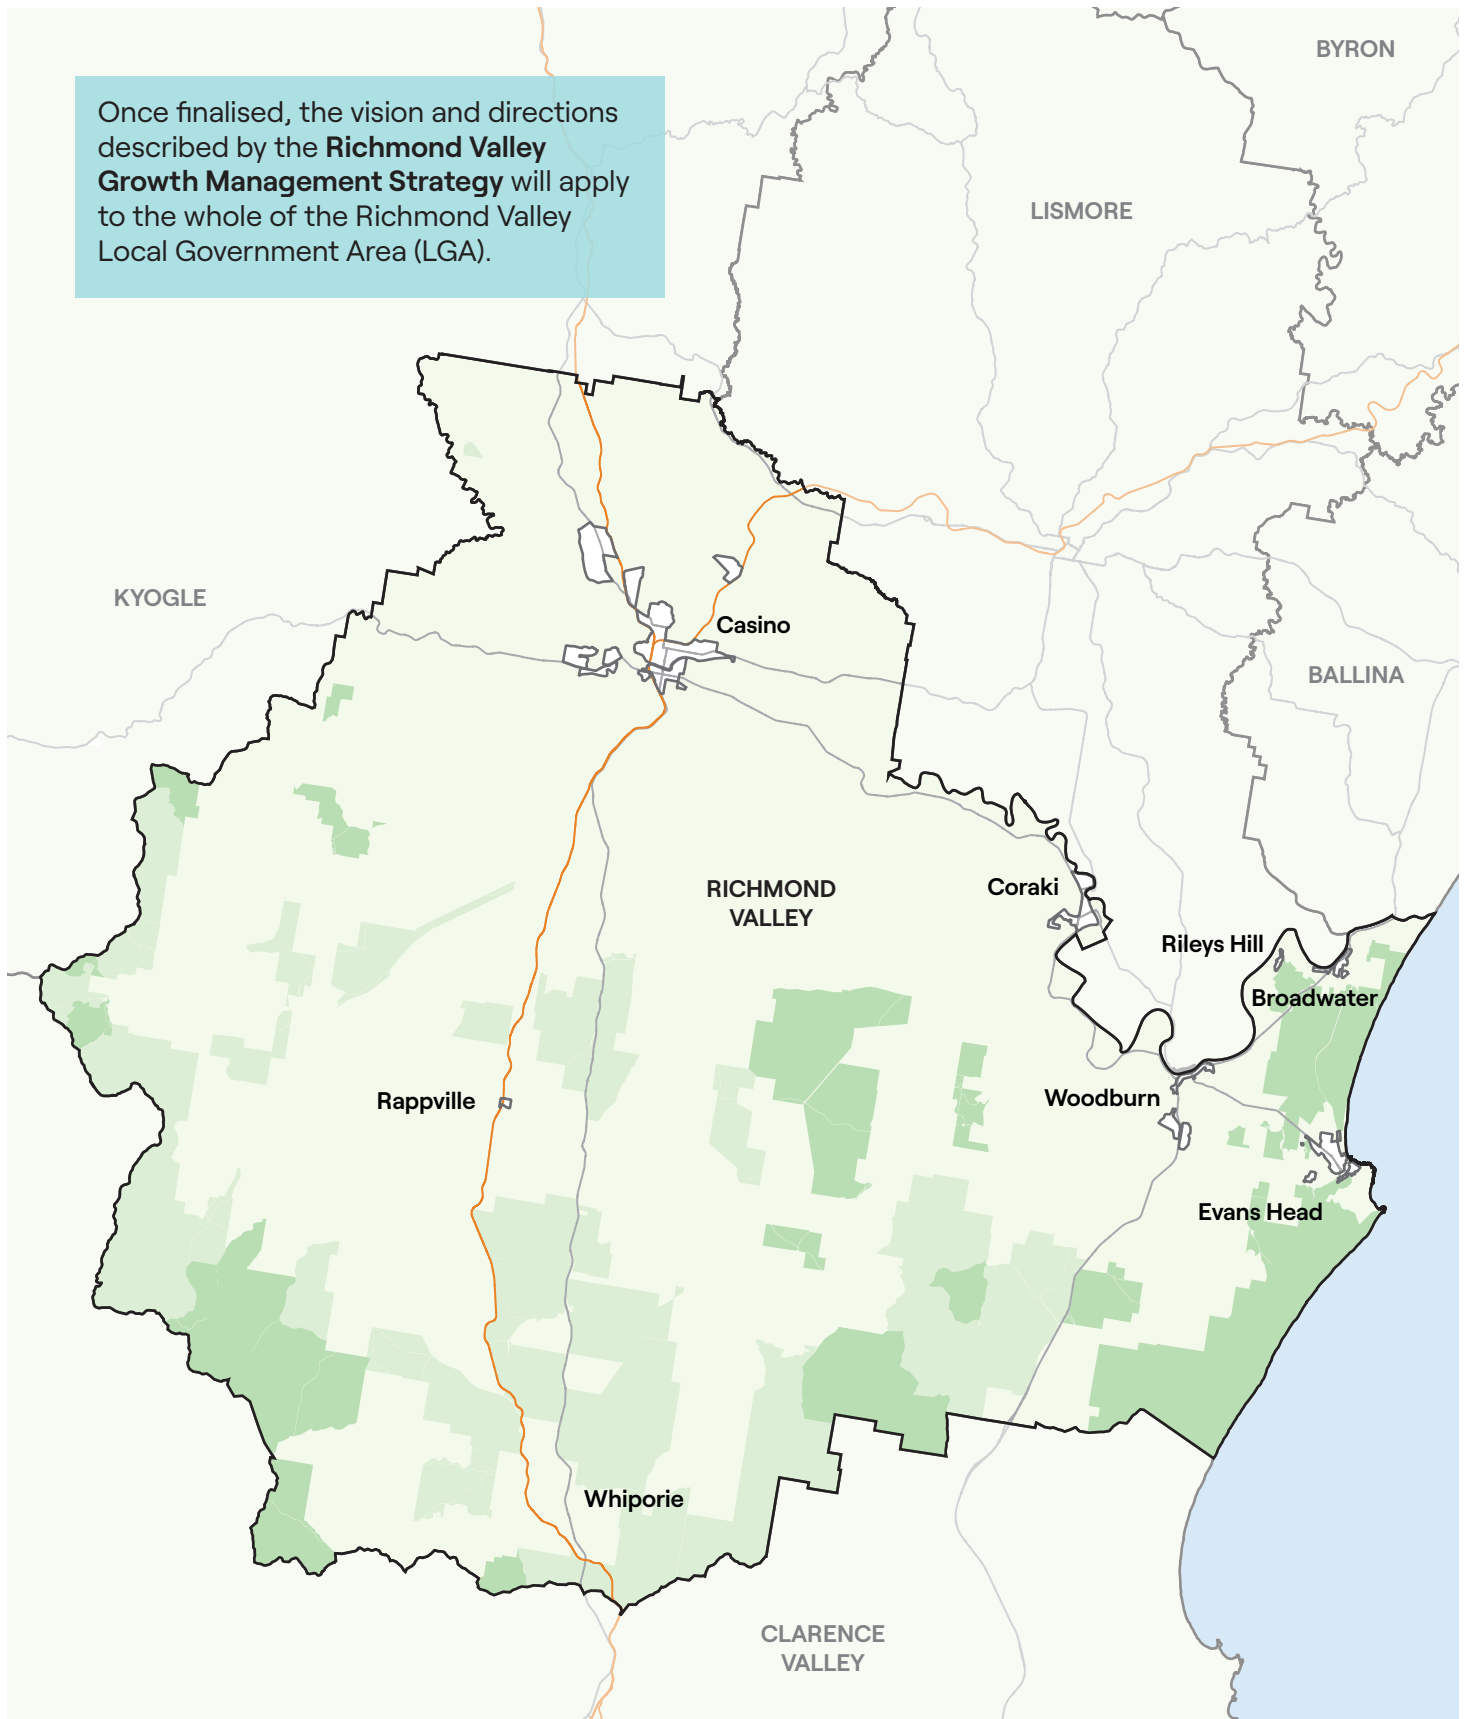 Once finalised, the vision and directions
described by the Richmond Valley
Growth Management Strategy will apply
to the whole of the Richmond Valley
Local Government Area (LGA).
BYRON
LISMORE
KYOGLE
Casino
BALLINA
RICHMOND
VALLEY
Coraki
Rileys Hill
Broadwater
Rappville
Woodburn
Evans Head
Whiporie
CLARENCE
VALLEY